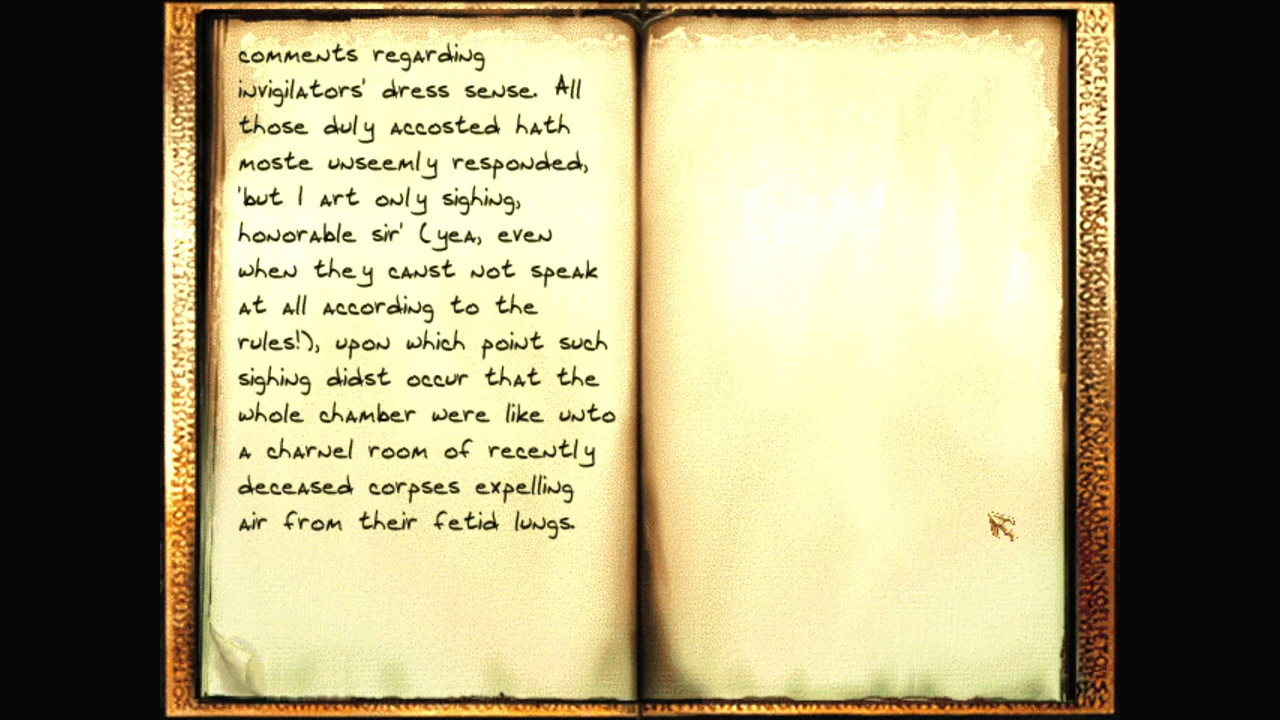 comments regarding
invigilators' dress sense. All
those duly accosted hath
moste unseemly responded,
'but I art only sighing,
honorable sir' (yea, even
when they canst not speak
at all according to the
rules!), upon which point such
sighing didst occur that the
whole chamber were like unto
a charnel room of recently
deceased corpses expelling
air from their fetid lungs.